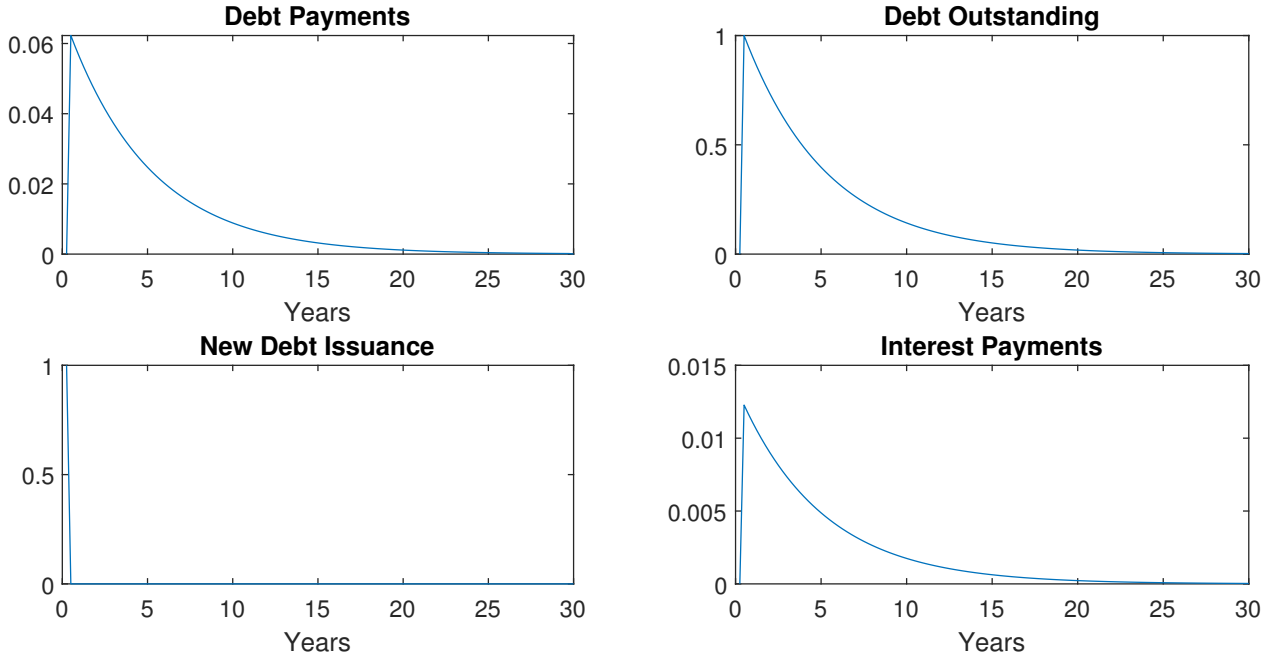 Debt Payments
0.06
0.04
0.02
0
0 5 10 15 20 25 30
Years
Debt Outstanding
1
0.5
0
0 5 10 15 20 25 30
Years
New Debt Issuance
1
0.5
0
0 5 10 15 20 25 30
Years
Interest Payments
0.015
0.01
0.005
0
0 5 10 15 20 25 30
Years